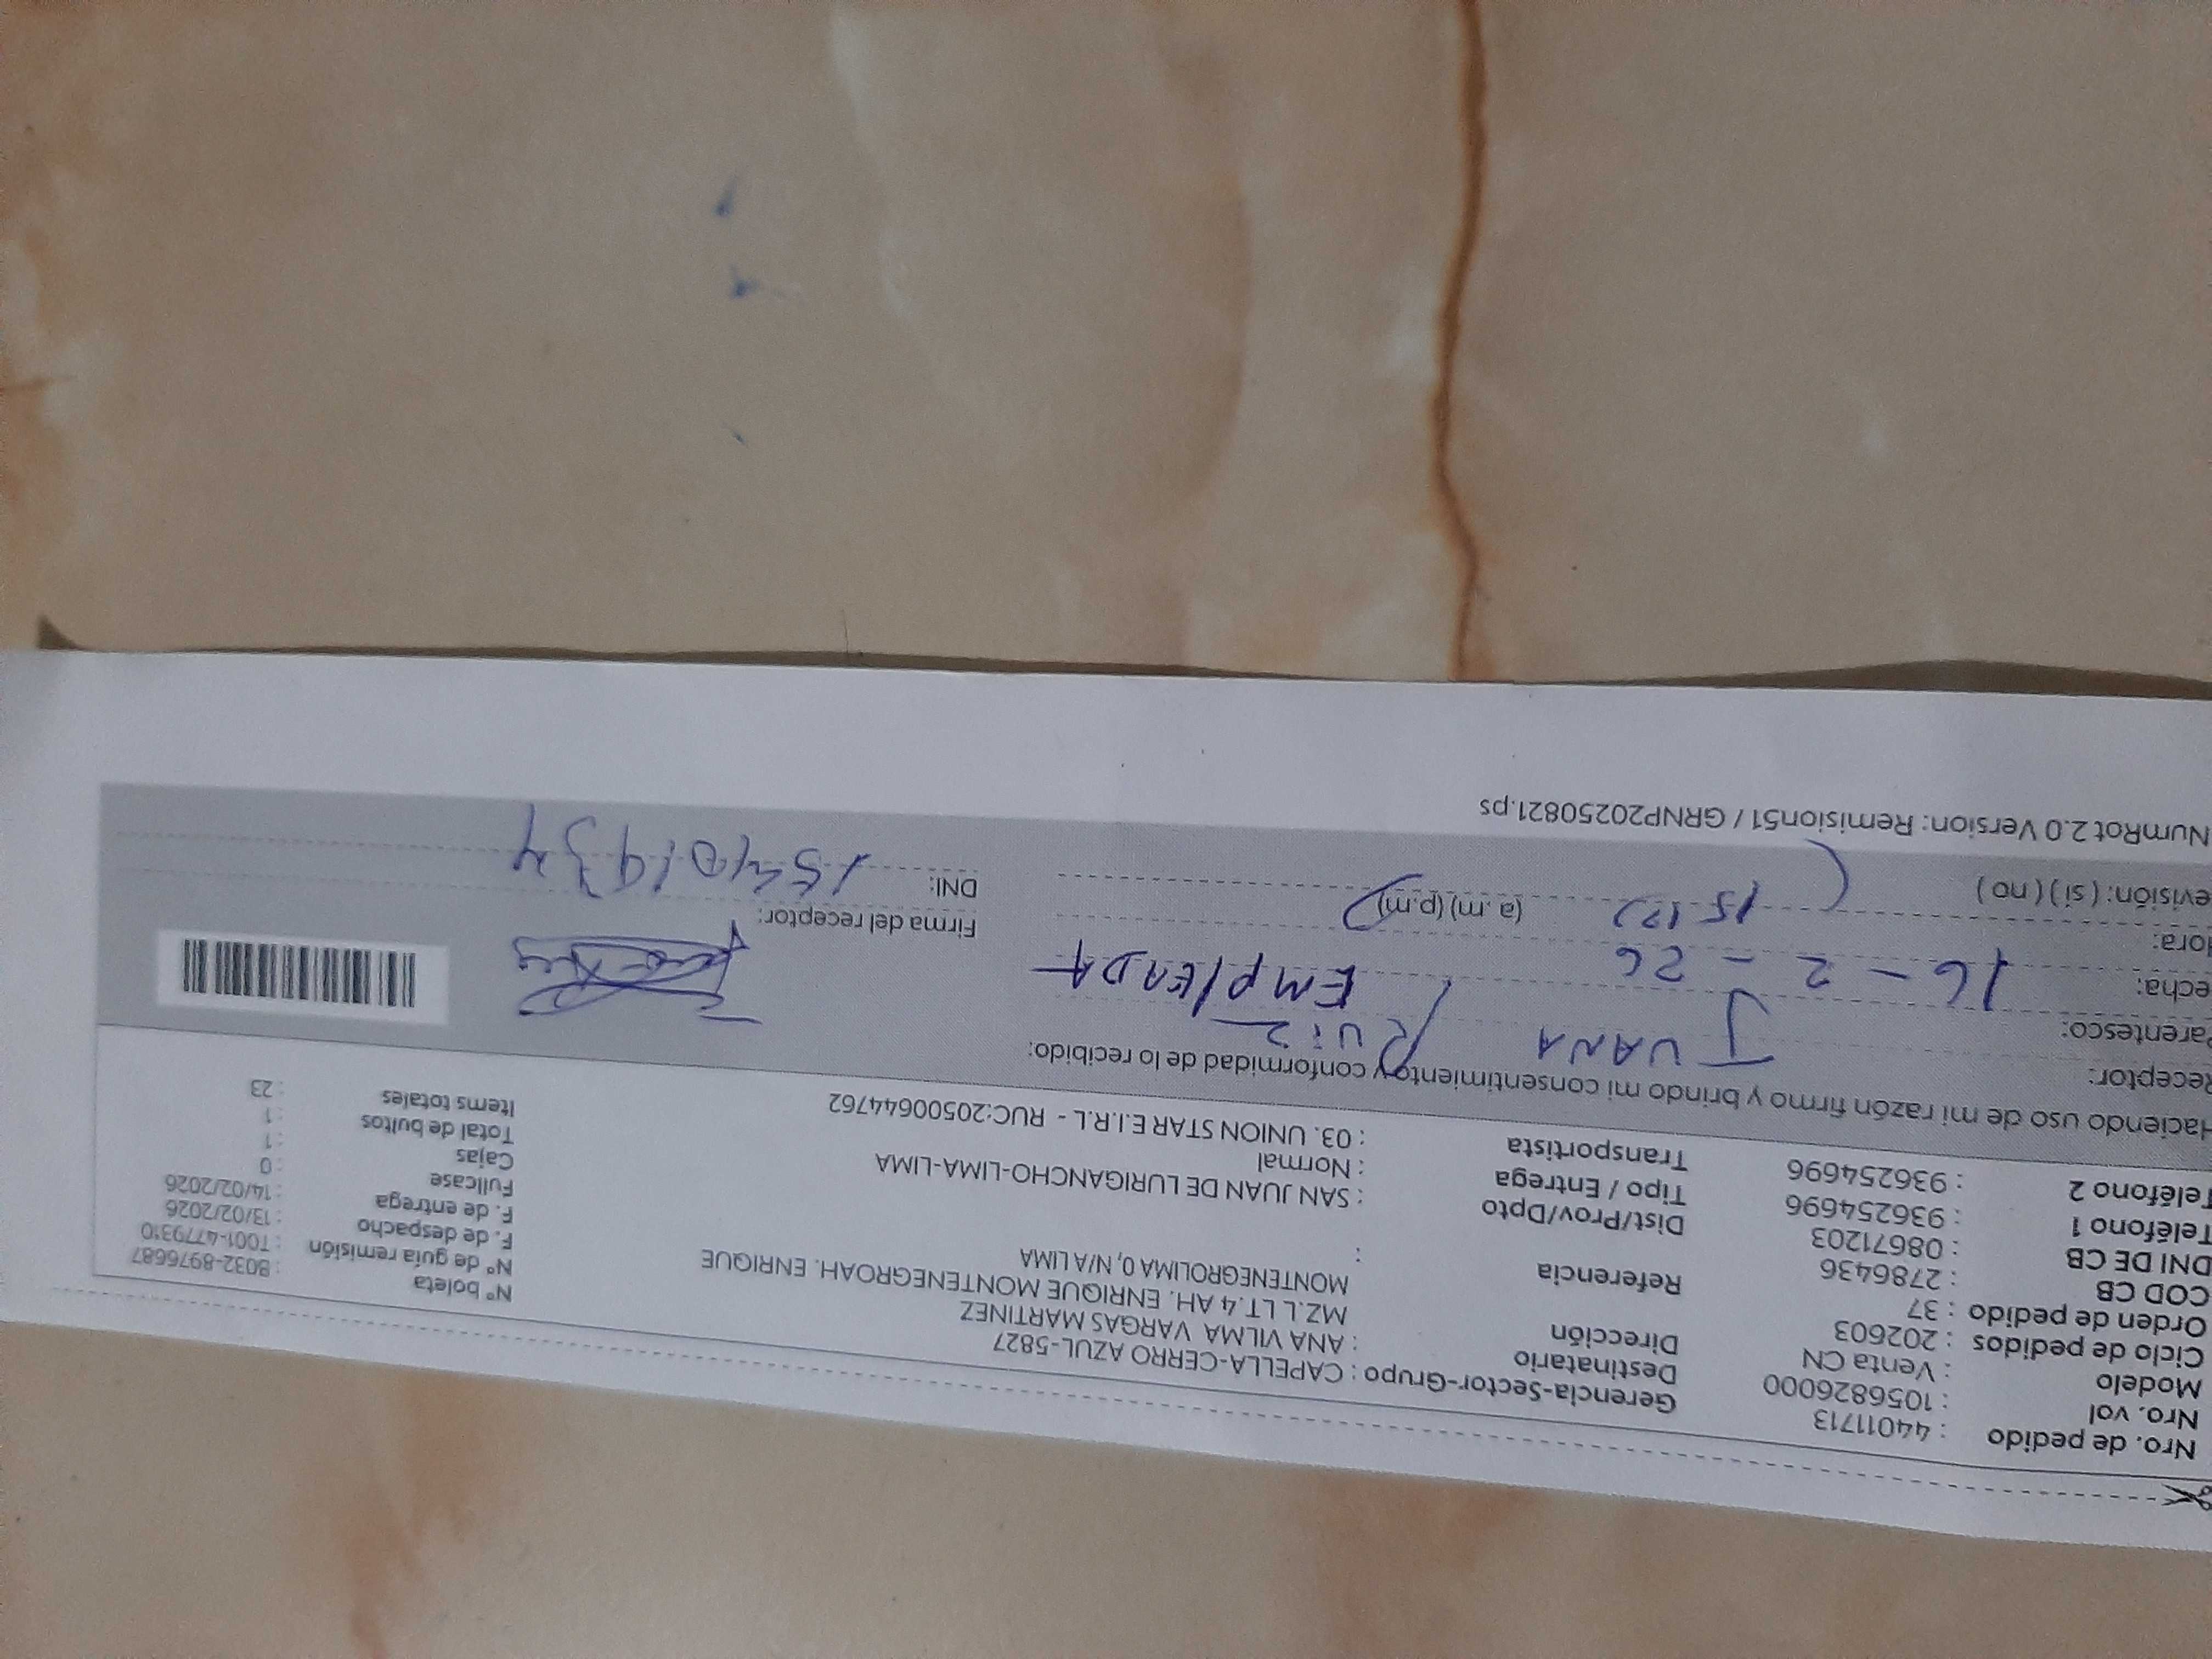 Nro. de pedido : 44011713
Nro. vol : 1056826000
Modelo : Venta CN
Ciclo de pedidos : 202603
Orden de pedido : 37
COD CB : 2786436
DNI DE CB : 08671203
Teléfono 1 : 936254696
Teléfono 2 : 936254696
Gerencia-Sector-Grupo : CAPELLA-CERRO AZUL-5827
Destinatario : ANA VILMA VARGAS MARTINEZ
Dirección MZ.L LT.4 AH. ENRIQUE MONTENEGROAH. ENRIQUE
MONTENEGROLIMA 0, N/A LIMA
Referencia :
Dist/Prov/Dpto : SAN JUAN DE LURIGANCHO-LIMA-LIMA
Tipo / Entrega : Normal
Transportista : 03. UNION STAR E.I.R.L - RUC:20500644762
Nº boleta : B032-8976687
Nº de guía remisión : T001-4779310
F. de despacho : 13/02/2026
F. de entrega : 14/02/2026
Fullcase : 0
Cajas : 1
Total de bultos : 1
Items totales : 23
Haciendo uso de mi razón firmo y brindo mi consentimiento y conformidad de lo recibido:
Receptor: JUANA Ruiz
Parentesco: EMPLEADA
echa: 16 - 2 - 26
Hora: (a.m) (p.m)
evisión: ( si ) ( no )
Firma del receptor:
DNI:
NumRot 2.0 Version: Remision51 / GRNP20250821.ps